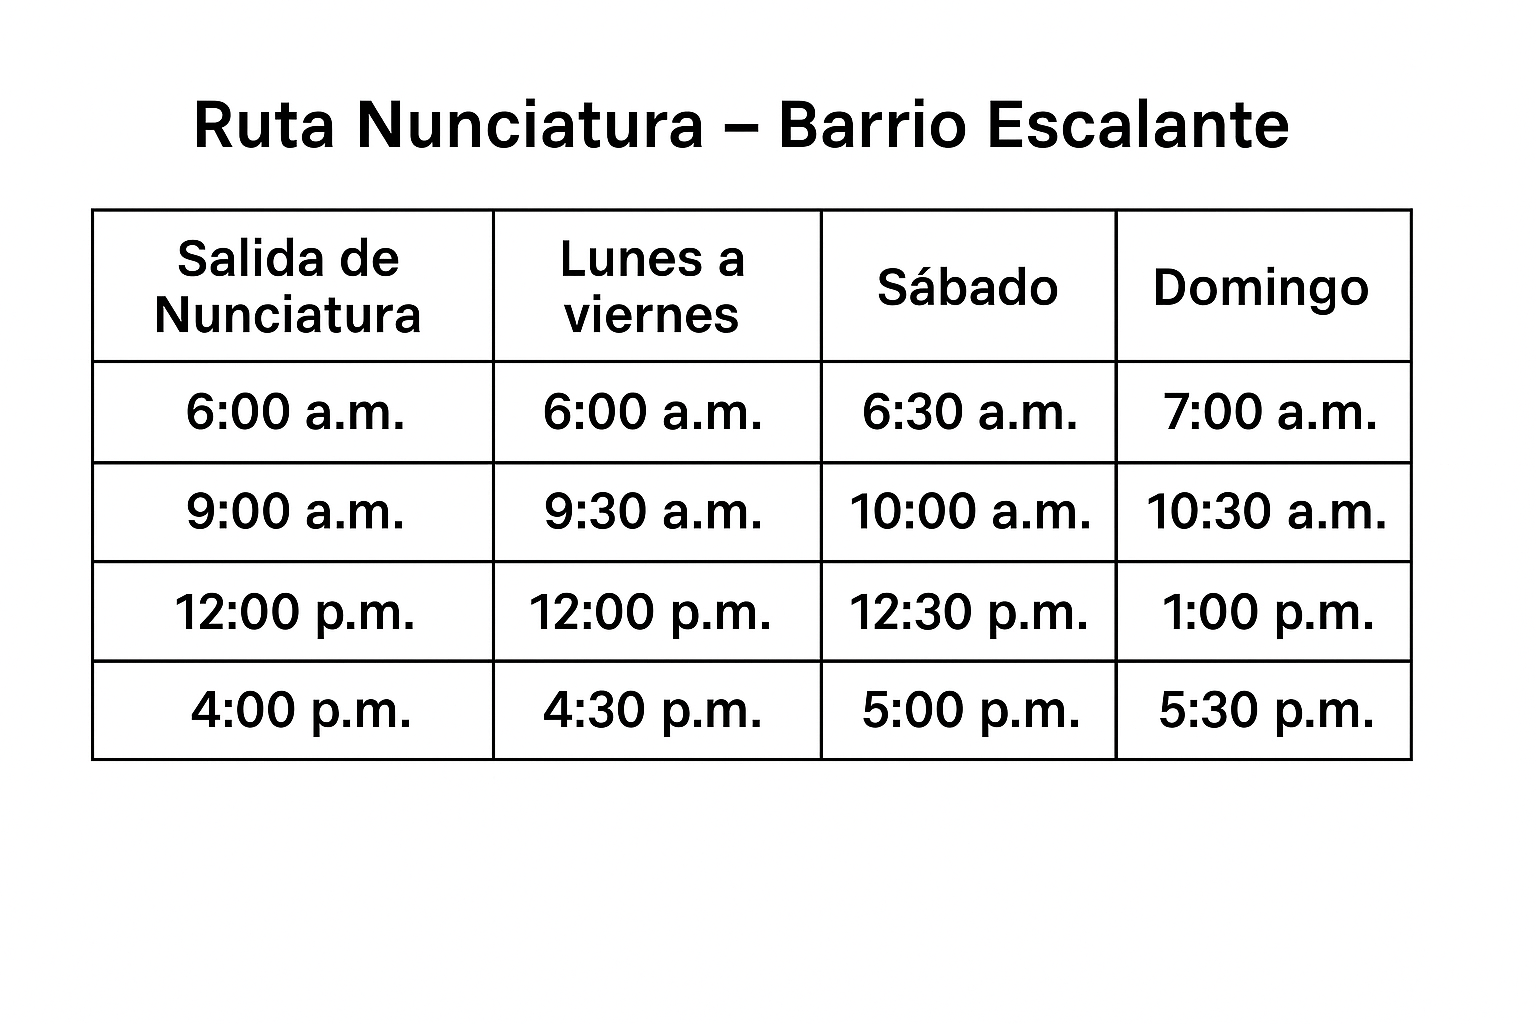 Ruta Nunciatura – Barrio Escalante
Salida de Nunciatura Lunes a viernes Sábado Domingo
6:00 a.m. 6:00 a.m. 6:30 a.m. 7:00 a.m.
9:00 a.m. 9:30 a.m. 10:00 a.m. 10:30 a.m.
12:00 p.m. 12:00 p.m. 12:30 p.m. 1:00 p.m.
4:00 p.m. 4:30 p.m. 5:00 p.m. 5:30 p.m.